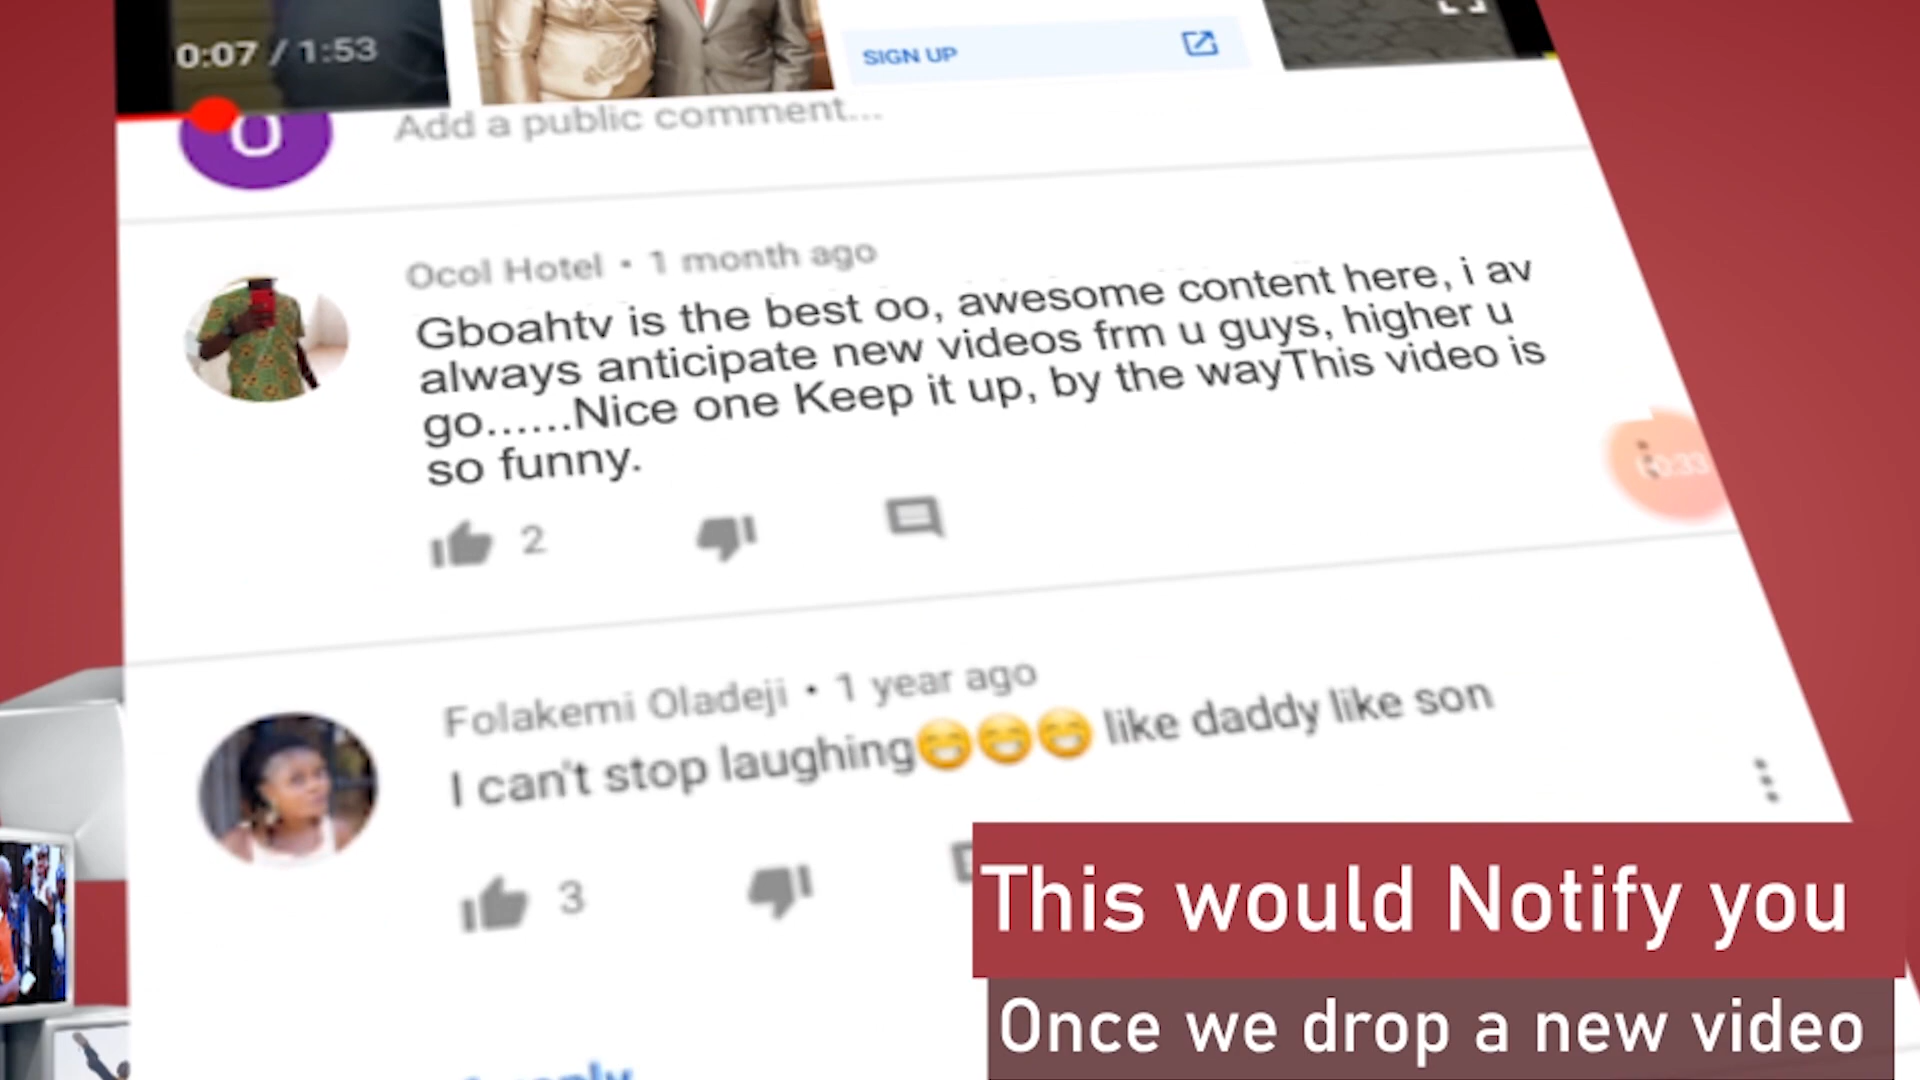 0:07 / 1:53
SIGN UP
O
Add a public comment...
Ocol Hotel • 1 month ago
Gboahtv is the best oo, awesome content here, i av
always anticipate new videos frm u guys, higher u
go......Nice one Keep it up, by the wayThis video is
so funny.
2
Folakemi Oladeji • 1 year ago
I can't stop laughing😁😁😁 like daddy like son
3
This would Notify you
Once we drop a new video